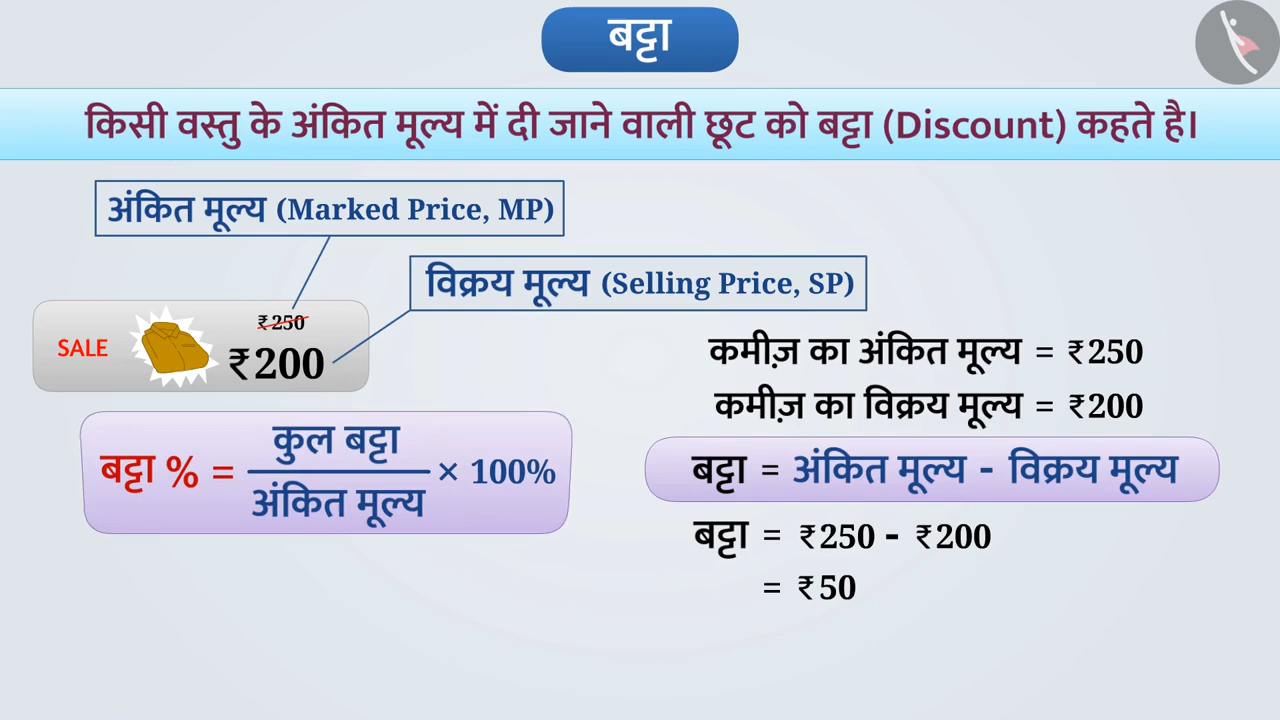 बट्टा
किसी वस्तु के अंकित मूल्य में दी जाने वाली छूट को बट्टा (Discount) कहते है।
अंकित मूल्य (Marked Price, MP)
विक्रय मूल्य (Selling Price, SP)
SALE
₹250
₹200
कमीज़ का अंकित मूल्य = ₹250
कमीज़ का विक्रय मूल्य = ₹200
बट्टा % = कुल बट्टा / अंकित मूल्य × 100%
बट्टा = अंकित मूल्य - विक्रय मूल्य
बट्टा = ₹250 - ₹200
= ₹50